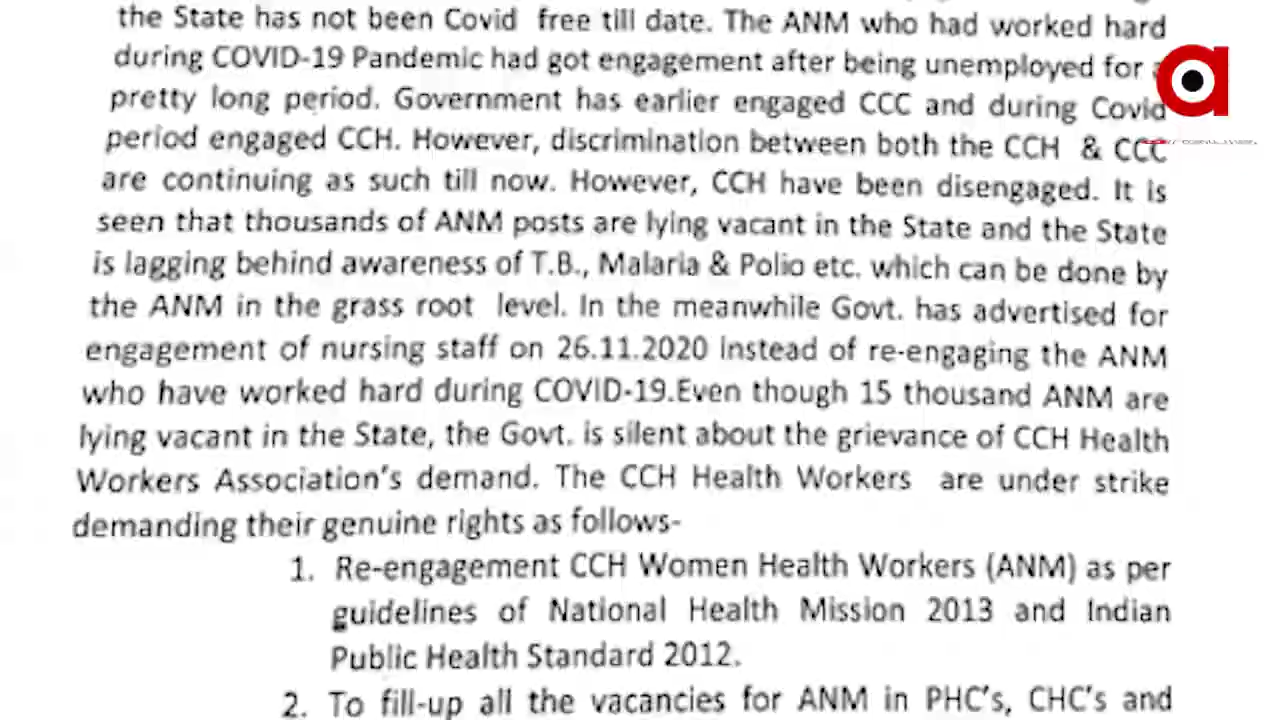 the State has not been Covid free till date. The ANM who had worked hard
during COVID-19 Pandemic had got engagement after being unemployed for a
pretty long period. Government has earlier engaged CCC and during Covid
period engaged CCH. However, discrimination between both the CCH & CCC
are continuing as such till now. However, CCH have been disengaged. It is
seen that thousands of ANM posts are lying vacant in the State and the State
is lagging behind awareness of T.B., Malaria & Polio etc. which can be done by
the ANM in the grass root level. In the meanwhile Govt. has advertised for
engagement of nursing staff on 26.11.2020 instead of re-engaging the ANM
who have worked hard during COVID-19.Even though 15 thousand ANM are
lying vacant in the State, the Govt. is silent about the grievance of CCH Health
Workers Association's demand. The CCH Health Workers are under strike
demanding their genuine rights as follows-
1. Re-engagement CCH Women Health Workers (ANM) as per
guidelines of National Health Mission 2013 and Indian
Public Health Standard 2012.
2. To fill-up all the vacancies for ANM in PHC's, CHC's and